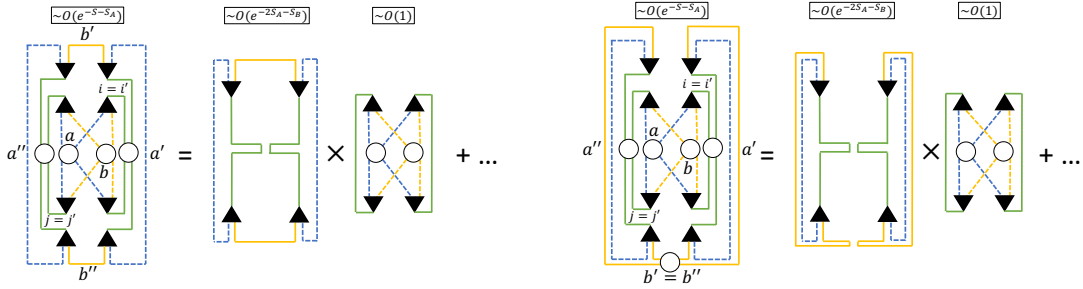 ~O(e^{-S-S_A}) ~O(e^{-2S_A-S_B}) ~O(1)
b′
i = i′
a″ a b a′ = × + ...
j = j′
b″
~O(e^{-S-S_A}) ~O(e^{-2S_A-S_B}) ~O(1)
i = i′
a″ a b a′ = × + ...
j = j′
b′ = b″